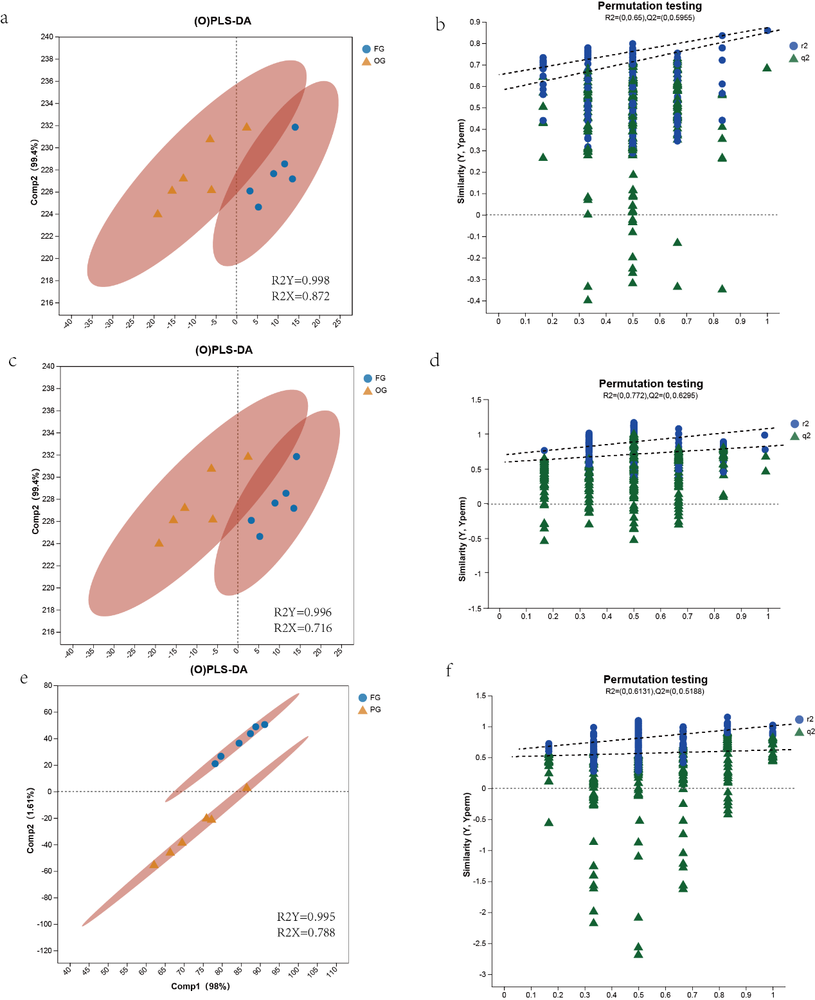 a
(O)PLS-DA
FG
OG
Comp2 (99.4%)
240
238
236
234
232
230
228
226
224
222
220
218
216
R2Y=0.998
R2X=0.872
-40 -35 -30 -25 -20 -15 -10 -5 0 5 10 15 20 25
b
Permutation testing
R2=(0,0.65),Q2=(0,0.5955)
r2
q2
Similarity (Y, Yperm)
0.9
0.8
0.7
0.6
0.5
0.4
0.3
0.2
0.1
0
-0.1
-0.2
-0.3
-0.4
0 0.1 0.2 0.3 0.4 0.5 0.6 0.7 0.8 0.9 1
c
(O)PLS-DA
FG
OG
Comp2 (99.4%)
240
238
236
234
232
230
228
226
224
222
220
218
216
R2Y=0.996
R2X=0.716
-40 -35 -30 -25 -20 -15 -10 -5 0 5 10 15 20 25
d
Permutation testing
R2=(0,0.772),Q2=(0,0.6295)
r2
q2
Similarity (Y, Yperm)
1.5
1
0.5
0
-0.5
-1
-1.5
0 0.1 0.2 0.3 0.4 0.5 0.6 0.7 0.8 0.9 1
e
(O)PLS-DA
FG
PG
Comp2 (1.61%)
80
60
40
20
0
-20
-40
-60
-80
-100
-120
R2Y=0.995
R2X=0.788
40 45 50 55 60 65 70 75 80 85 90 95 100 105 110
Comp1 (98%)
f
Permutation testing
R2=(0,0.6131),Q2=(0,0.5188)
r2
q2
Similarity (Y, Yperm)
1.5
1
0.5
0
-0.5
-1
-1.5
-2
-2.5
-3
0 0.1 0.2 0.3 0.4 0.5 0.6 0.7 0.8 0.9 1